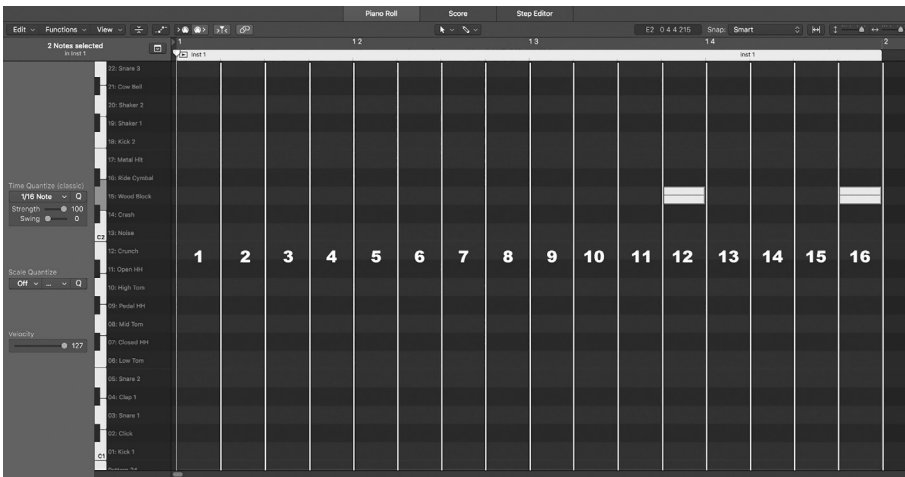 Piano Roll Score Step Editor
Edit Functions View E2 0 4 4 215 Snap: Smart
2 Notes selected
in Inst 1
1 1 2 1 3 1 4 2
Inst 1 Inst 1
22: Snare 3
21: Cow Bell
20: Shaker 2
19: Shaker 1
18: Kick 2
17: Metal Hit
16: Ride Cymbal
Time Quantize (classic)
1/16 Note Q
15: Wood Block
Strength 100
14: Crash
Swing 0
C2 13: Noise
12: Crunch
1 2 3 4 5 6 7 8 9 10 11 12 13 14 15 16
Scale Quantize
11: Open HH
Off ... Q
10: High Tom
09: Pedal HH
08: Mid Tom
Velocity
127
07: Closed HH
06: Low Tom
05: Snare 2
04: Clap 1
03: Snare 1
02: Click
C1 01: Kick 1